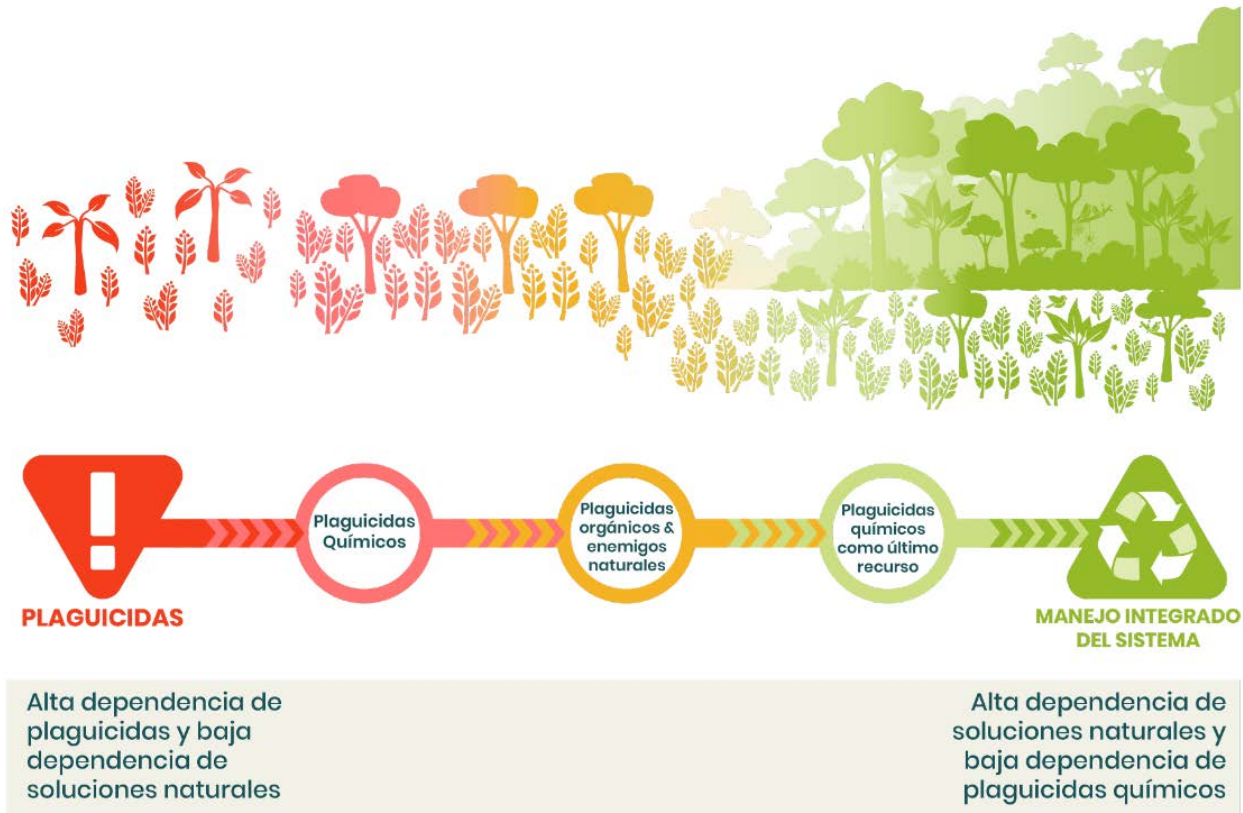 Plaguicidas
Químicos
Plaguicidas
orgánicos &
enemigos
naturales
Plaguicidas
químicos
como último
recurso
PLAGUICIDAS
MANEJO INTEGRADO
DEL SISTEMA
Alta dependencia de
plaguicidas y baja
dependencia de
soluciones naturales
Alta dependencia de
soluciones naturales y
baja dependencia de
plaguicidas químicos